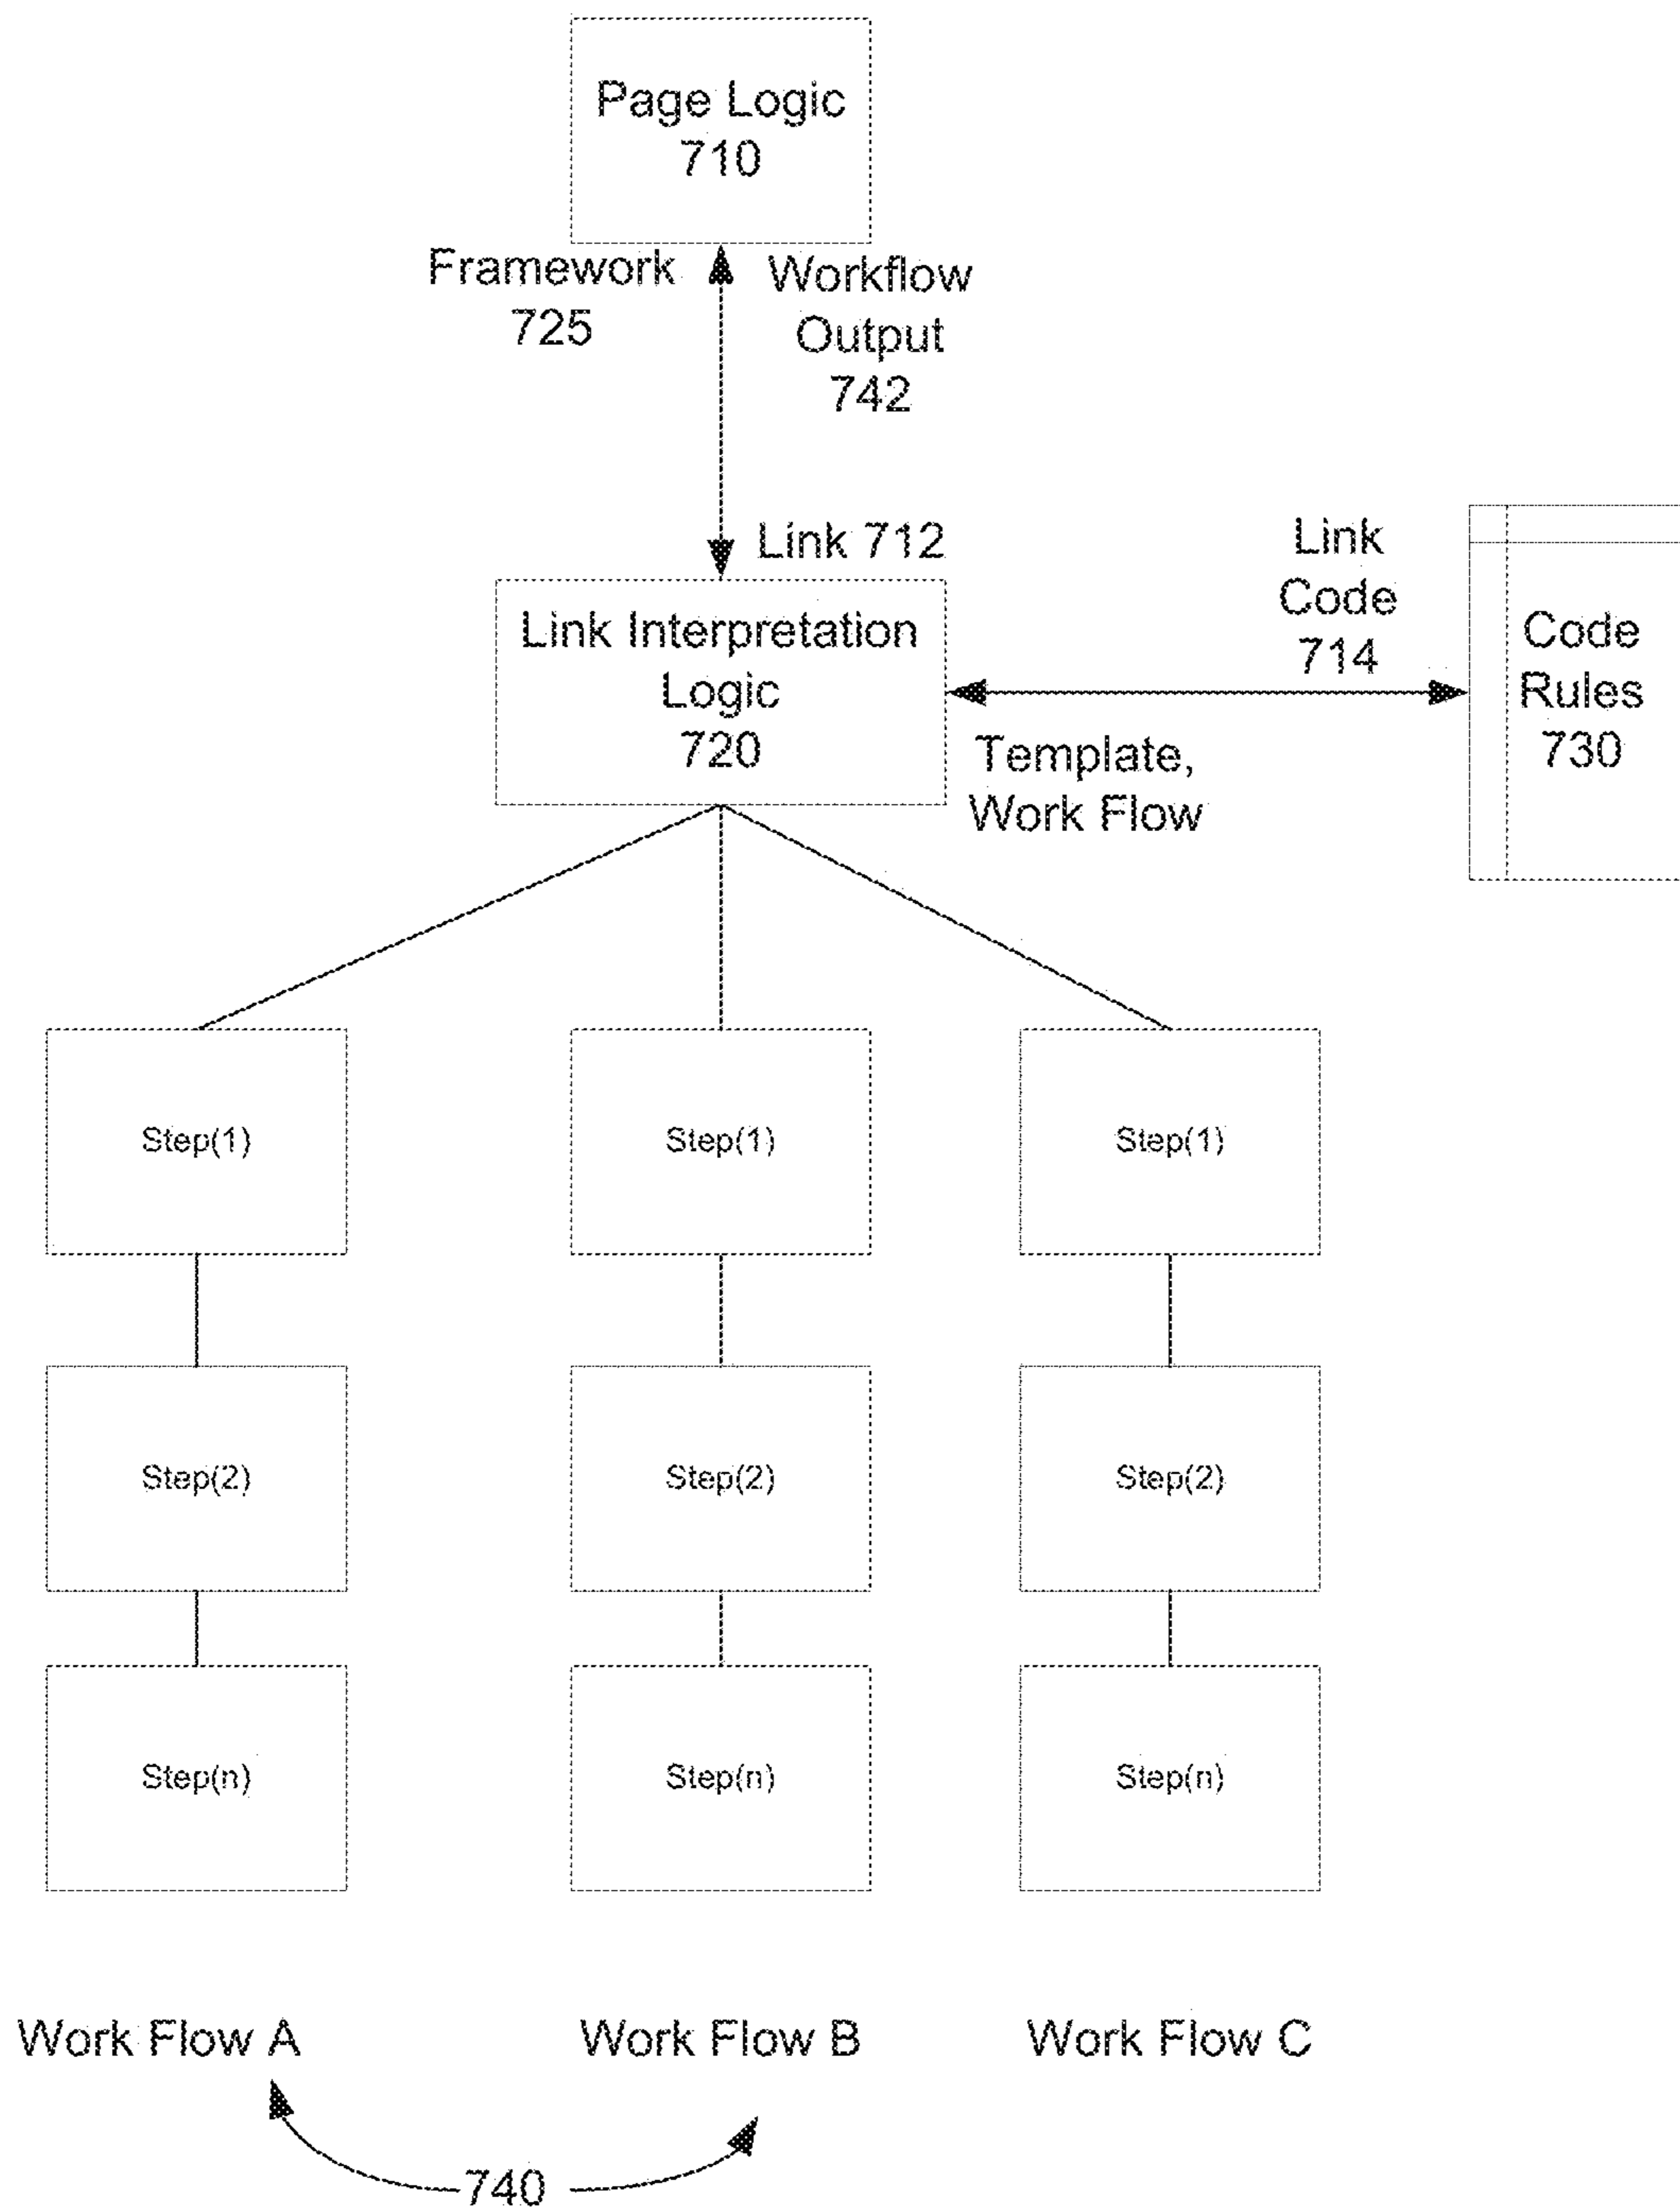 Page Logic
710
Framework
725
Workflow
Output
742
Link 712
Link Interpretation
Logic
720
Link
Code
714
Template,
Work Flow
Code
Rules
730
Step(1)
Step(1)
Step(1)
Step(2)
Step(2)
Step(2)
Step(n)
Step(n)
Step(n)
Work Flow A
Work Flow B
Work Flow C
740